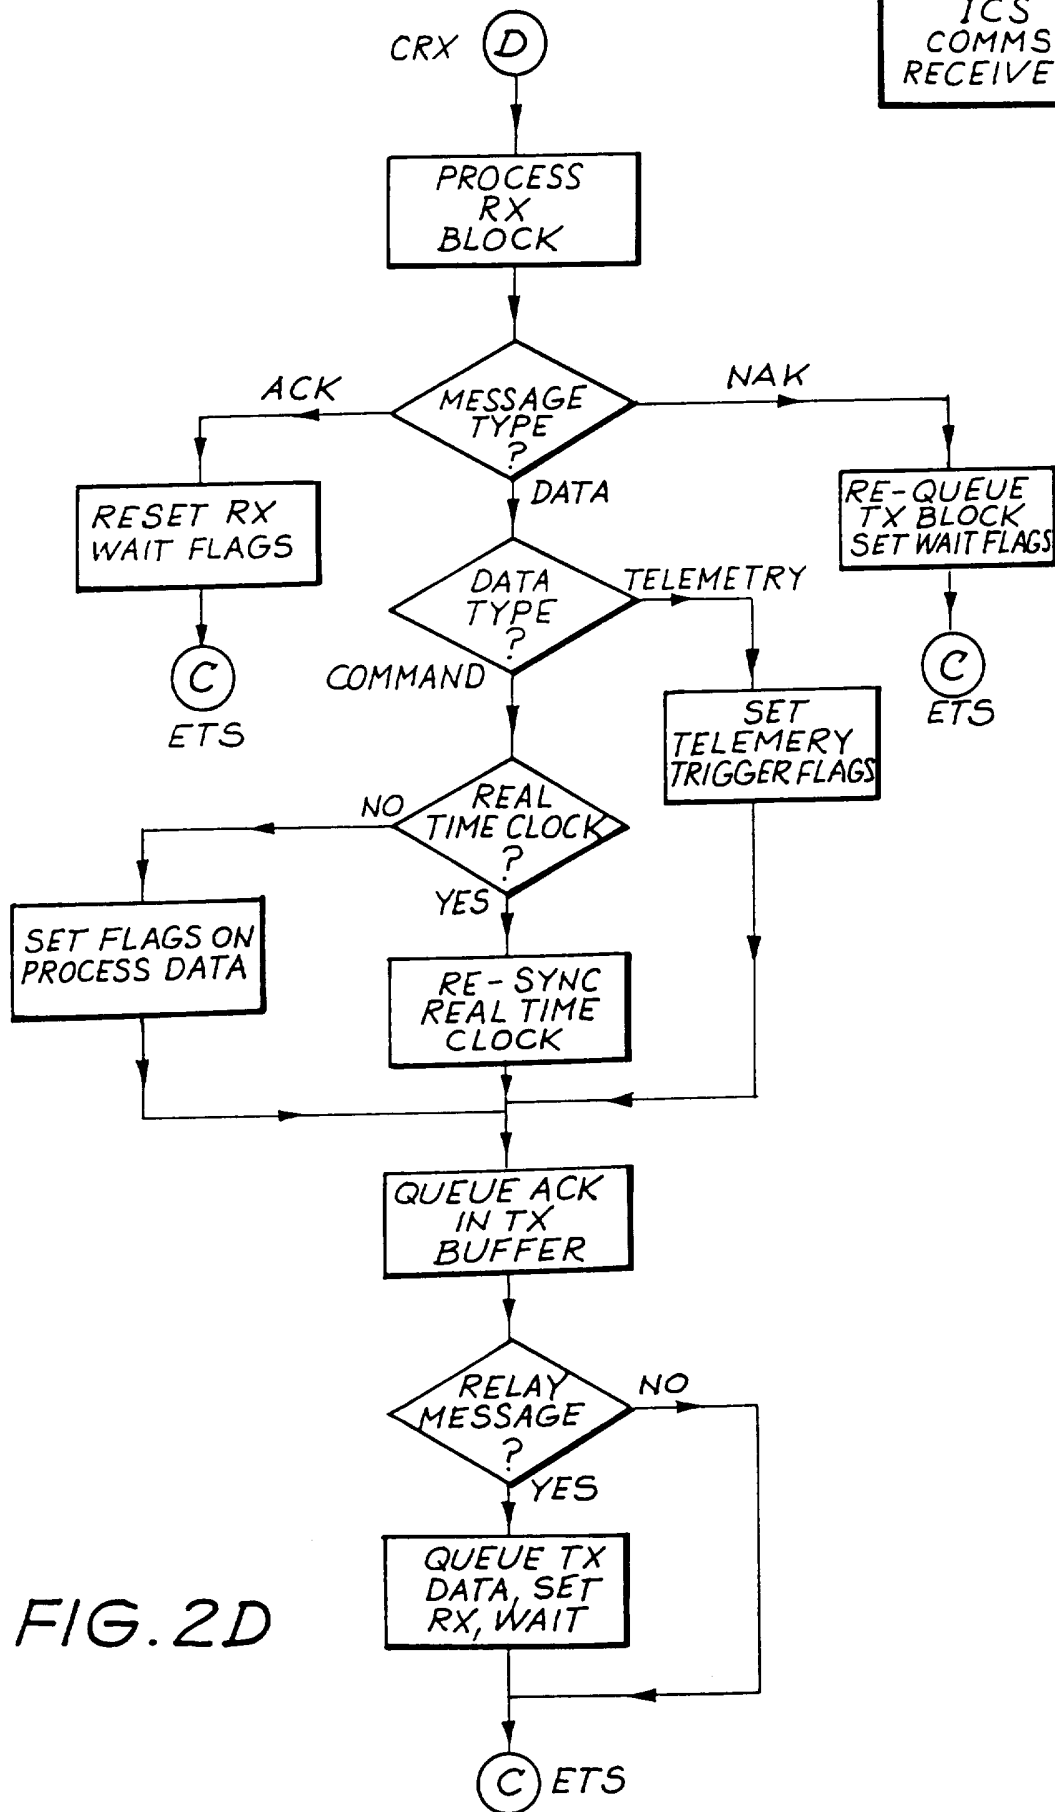 ICS
COMMS
RECEIVE
CRX D
PROCESS
RX
BLOCK
ACK
NAK
MESSAGE
TYPE
?
DATA
RESET RX
WAIT FLAGS
RE-QUEUE
TX BLOCK
SET WAIT FLAGS
C
ETS
C
ETS
DATA
TYPE
?
TELEMETRY
COMMAND
SET
TELEMERY
TRIGGER FLAGS
REAL
TIME CLOCK
?
NO
YES
SET FLAGS ON
PROCESS DATA
RE-SYNC
REAL TIME
CLOCK
QUEUE ACK
IN TX
BUFFER
RELAY
MESSAGE
?
NO
YES
QUEUE TX
DATA, SET
RX, WAIT
FIG. 2D
C ETS